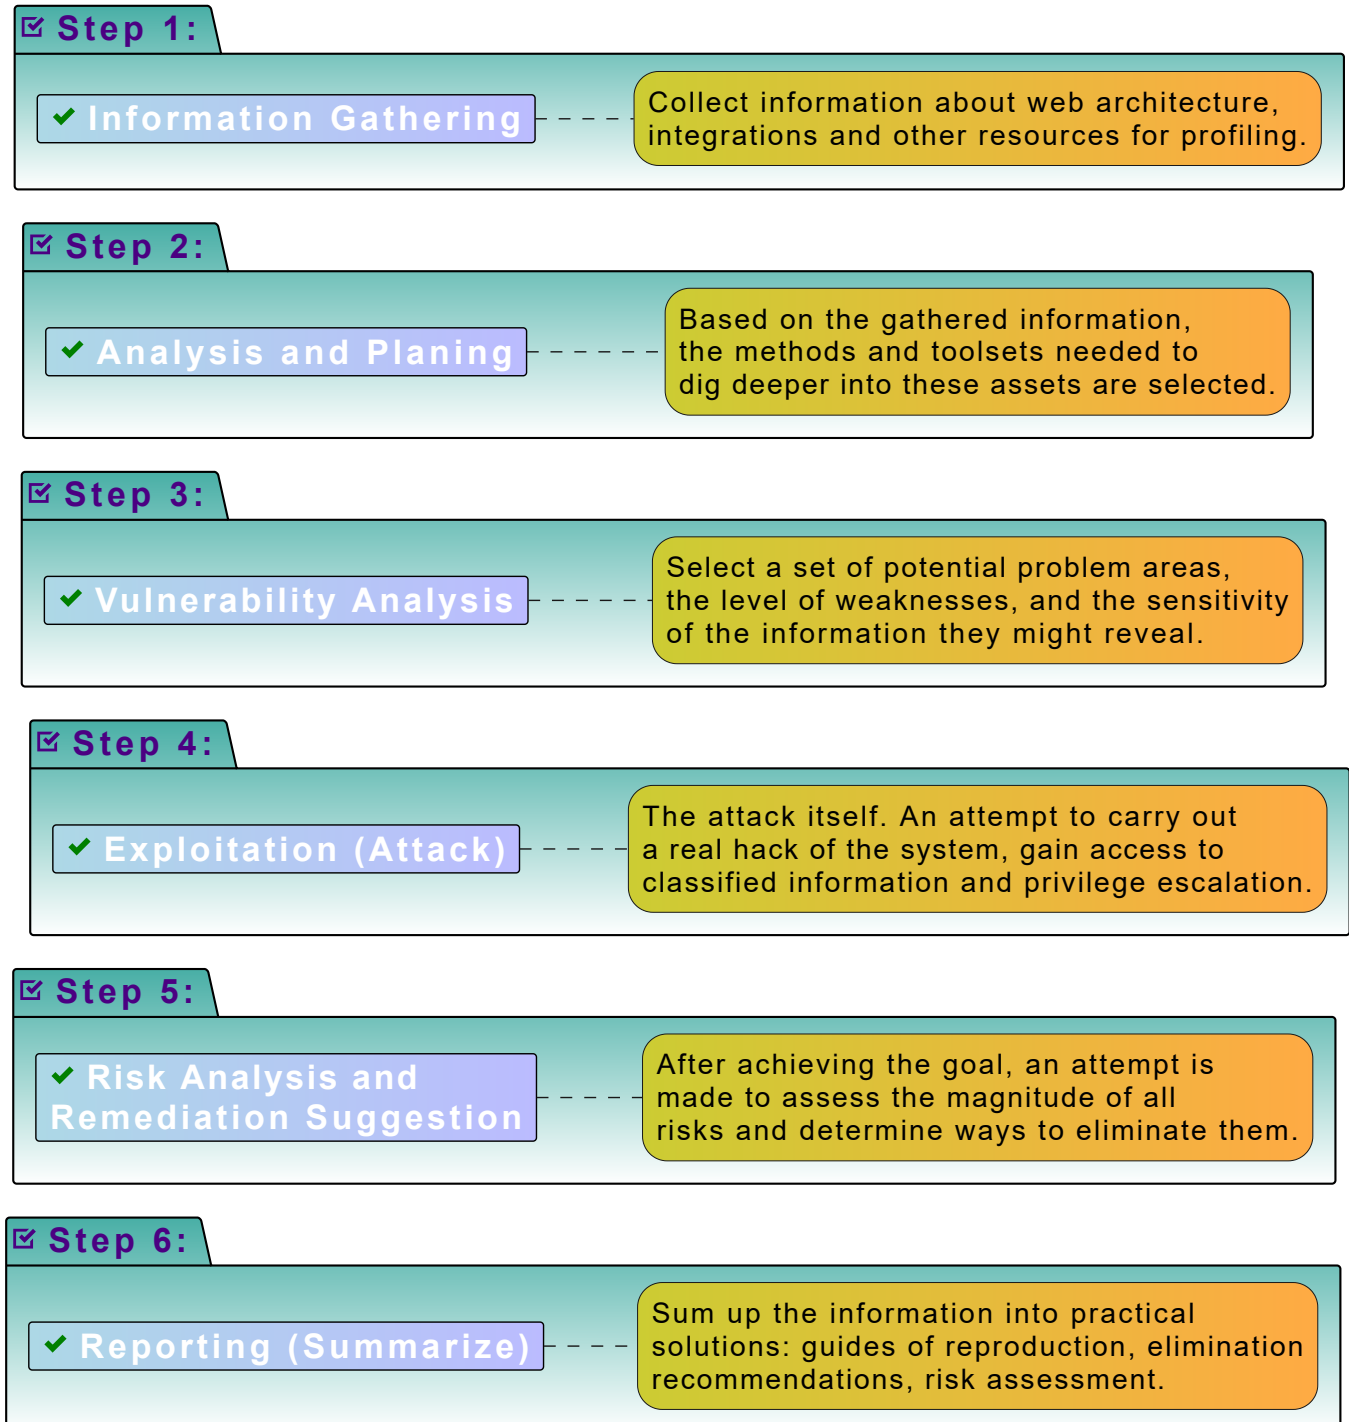 Step 1:
Information Gathering
Collect information about web architecture,
integrations and other resources for profiling.
Step 2:
Analysis and Planing
Based on the gathered information,
the methods and toolsets needed to
dig deeper into these assets are selected.
Step 3:
Vulnerability Analysis
Select a set of potential problem areas,
the level of weaknesses, and the sensitivity
of the information they might reveal.
Step 4:
Exploitation (Attack)
The attack itself. An attempt to carry out
a real hack of the system, gain access to
classified information and privilege escalation.
Step 5:
Risk Analysis and
Remediation Suggestion
After achieving the goal, an attempt is
made to assess the magnitude of all
risks and determine ways to eliminate them.
Step 6:
Reporting (Summarize)
Sum up the information into practical
solutions: guides of reproduction, elimination
recommendations, risk assessment.